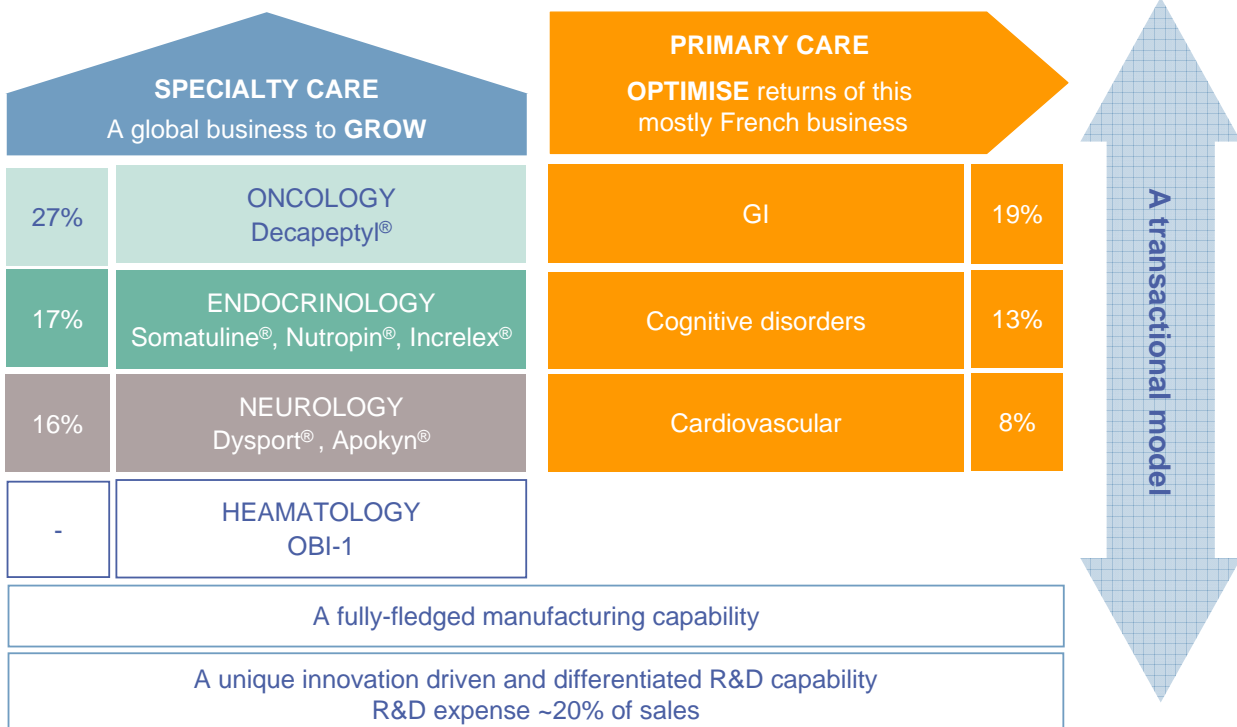 SPECIALTY CARE
A global business to GROW
PRIMARY CARE
OPTIMISE returns of this
mostly French business
27%
ONCOLOGY
Decapeptyl®
GI
19%
17%
ENDOCRINOLOGY
Somatuline®, Nutropin®, Increlex®
Cognitive disorders
13%
16%
NEUROLOGY
Dysport® , Apokyn®
Cardiovascular
8%
-
HEAMATOLOGY
OBI-1
A fully-fledged manufacturing capability
A unique innovation driven and differentiated R&D capability
R&D expense ~20% of sales
A transactional model